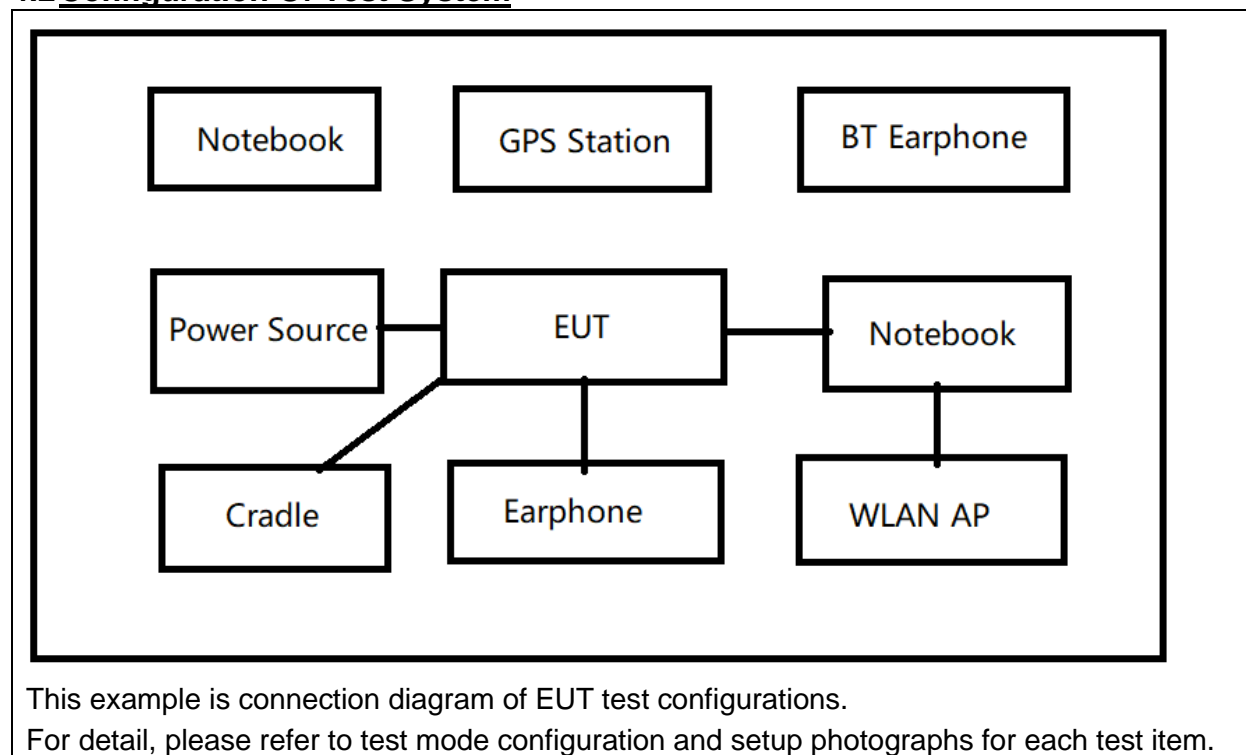 Notebook
GPS Station
BT Earphone
Power Source
EUT
Notebook
Cradle
Earphone
WLAN AP
This example is connection diagram of EUT test configurations.
For detail, please refer to test mode configuration and setup photographs for each test item.